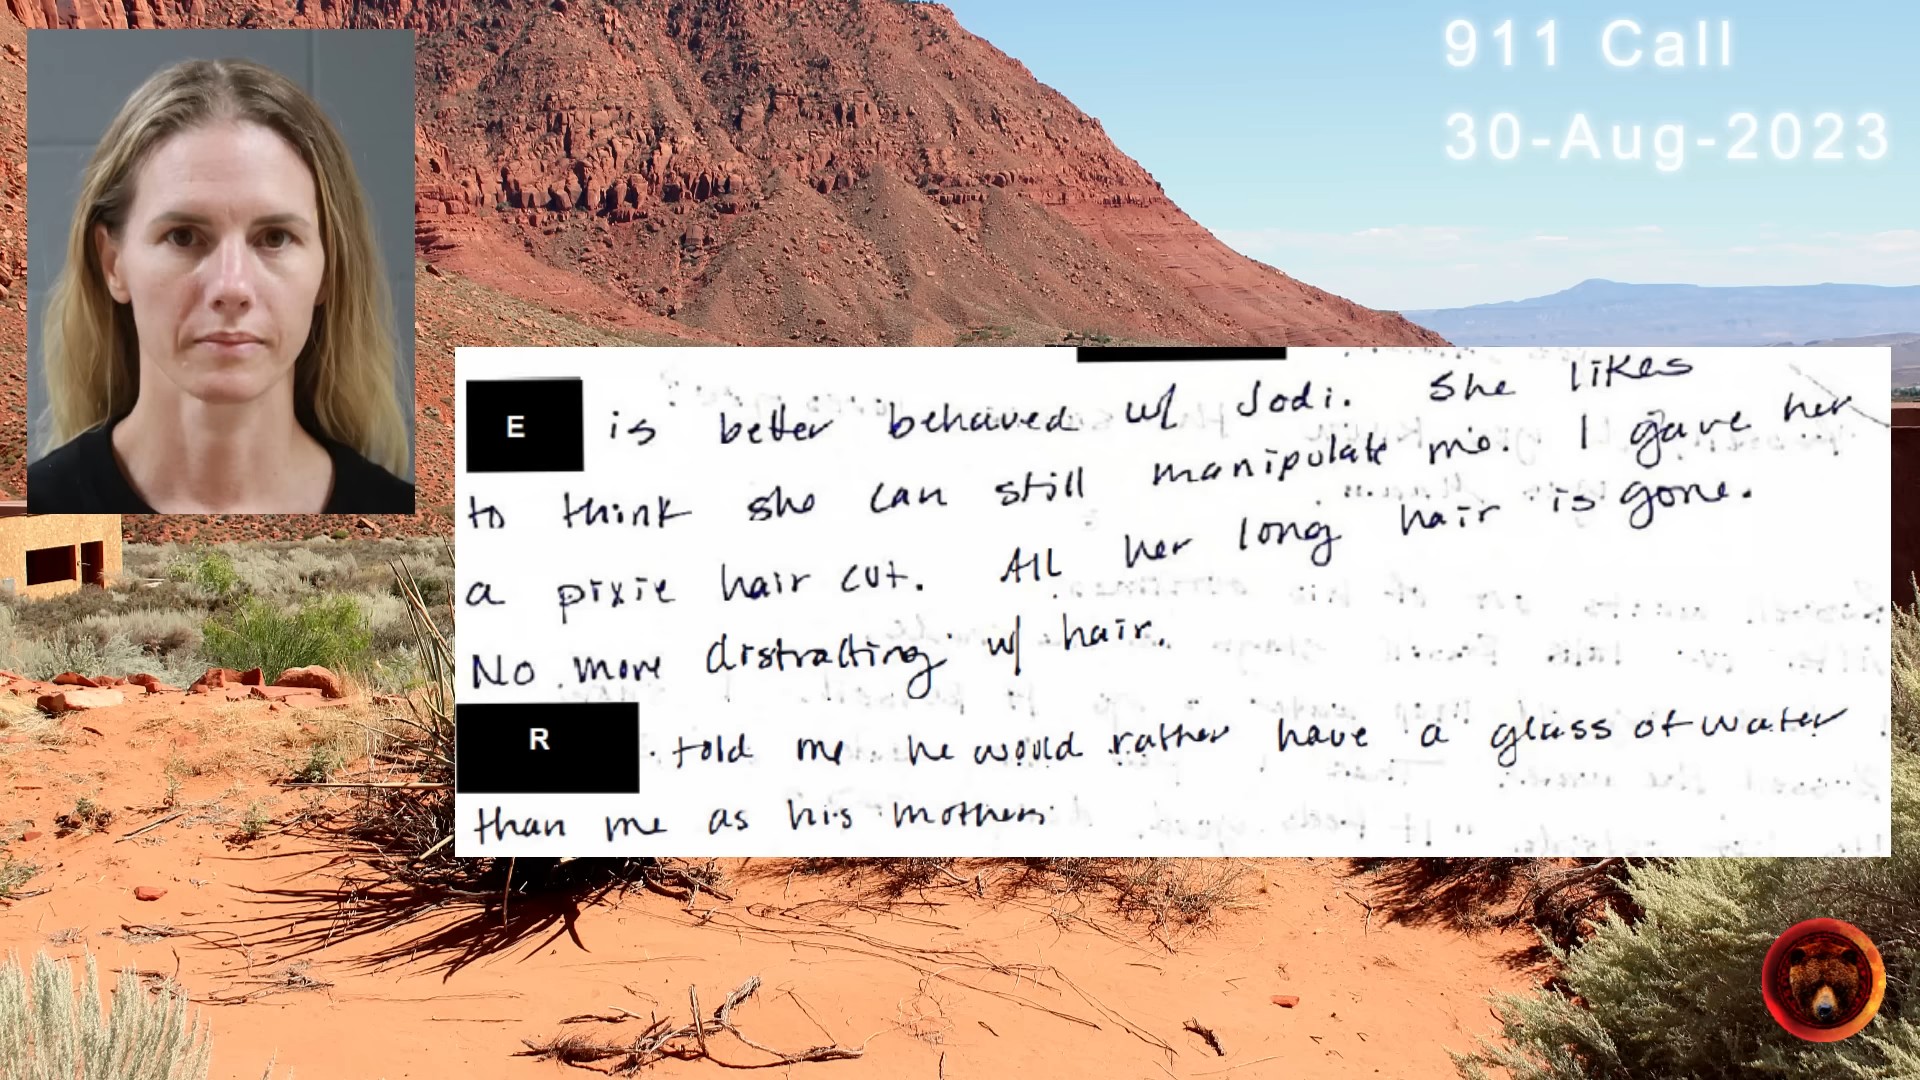 911 Call
30-Aug-2023
E is better behaved w/ Jodi. She likes
to think she can still manipulate me. I gave her
a pixie hair cut. All her long hair is gone.
No more distracting w/ hair.
R told me he would rather have a glass of water
than me as his mother.